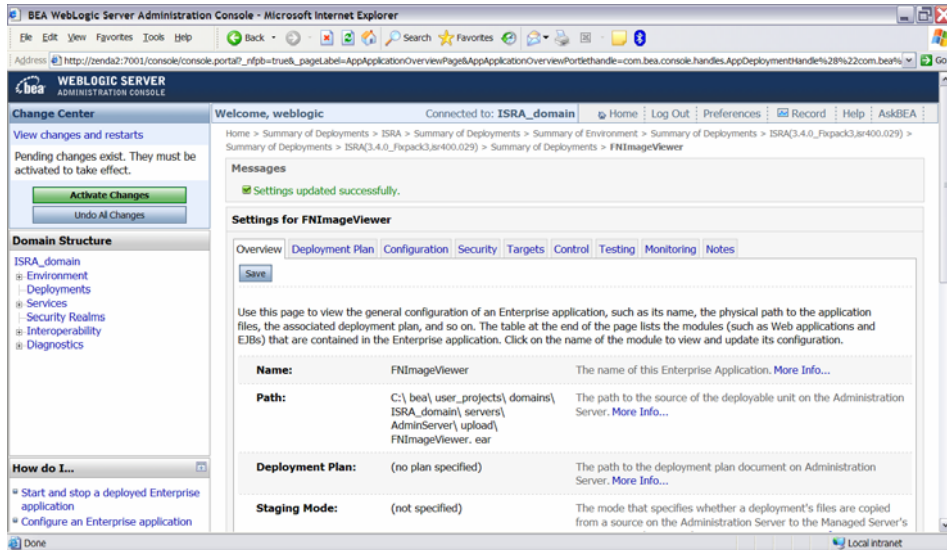 BEA WebLogic Server Administration Console - Microsoft Internet Explorer
File Edit View Favorites Tools Help
Back Search Favorites
Address http://zenda2:7001/console/console.portal?_nfpb=true&_pageLabel=AppApplicationOverviewPage&AppApplicationOverviewPortlethandle=com.bea.console.handles.AppDeploymentHandle%28%22com.bea% Go
bea WEBLOGIC SERVER
ADMINISTRATION CONSOLE
Change Center
View changes and restarts
Pending changes exist. They must be
activated to take effect.
Activate Changes
Undo All Changes
Domain Structure
ISRA_domain
Environment
Deployments
Services
Security Realms
Interoperability
Diagnostics
How do I...
Start and stop a deployed Enterprise
application
Configure an Enterprise application
Welcome, weblogic Connected to: ISRA_domain Home Log Out Preferences Record Help AskBEA
Home > Summary of Deployments > ISRA > Summary of Deployments > Summary of Environment > Summary of Deployments > ISRA(3.4.0_Fixpack3,isr400.029) >
Summary of Deployments > ISRA(3.4.0_Fixpack3,isr400.029) > Summary of Deployments > FNImageViewer
Messages
Settings updated successfully.
Settings for FNImageViewer
Overview Deployment Plan Configuration Security Targets Control Testing Monitoring Notes
Save
Use this page to view the general configuration of an Enterprise application, such as its name, the physical path to the application
files, the associated deployment plan, and so on. The table at the end of the page lists the modules (such as Web applications and
EJBs) that are contained in the Enterprise application. Click on the name of the module to view and update its configuration.
Name: FNImageViewer The name of this Enterprise Application. More Info...
Path: C:\ bea\ user_projects\ domains\ The path to the source of the deployable unit on the Administration
ISRA_domain\ servers\ Server. More Info...
AdminServer\ upload\
FNImageViewer. ear
Deployment Plan: (no plan specified) The path to the deployment plan document on Administration
Server. More Info...
Staging Mode: (not specified) The mode that specifies whether a deployment's files are copied
from a source on the Administration Server to the Managed Server's
Done Local intranet